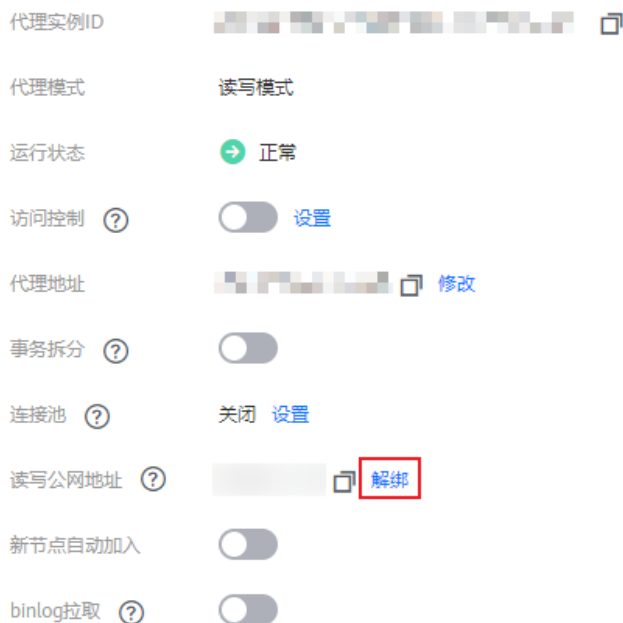 代理实例ID
代理模式 读写模式
运行状态 正常
访问控制 设置
代理地址 修改
事务拆分
连接池 关闭 设置
读写公网地址 解绑
新节点自动加入
binlog拉取